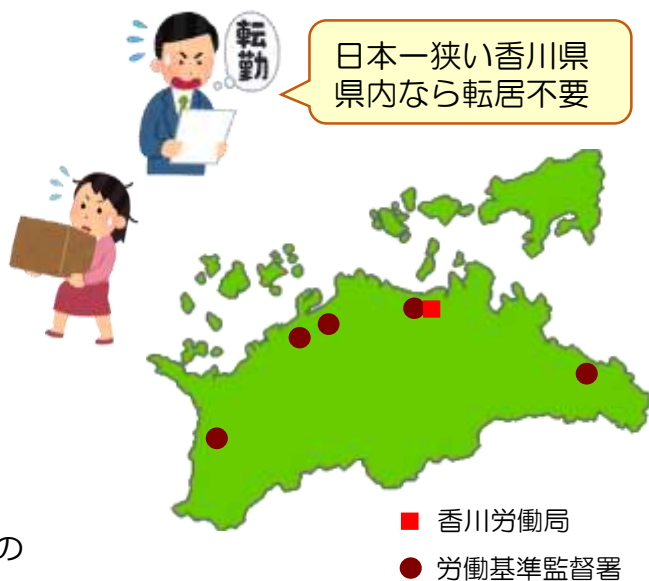 転勤
日本一狭い香川県
県内なら転居不要
香川労働局
の
労働基準監督署